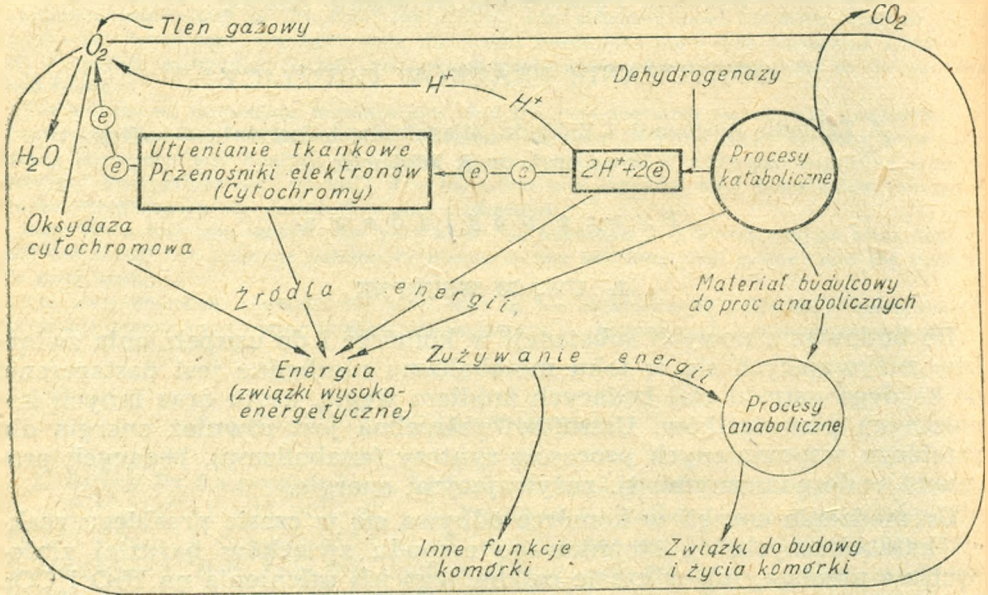 Tlen gazowy
O₂
CO₂
H⁺
H⁺
Dehydrogenazy
e
H₂O
e
Utlenianie tkankowe
Przenośniki elektronów
(Cytochromy)
e
a
2H⁺+2e
Procesy
kataboliczne
Oksydaza
cytochromowa
Źródła energii
Materiał budulcowy
do proc anabolicznych
Zużywanie energii
Energia
(związki wysoko-
energetyczne)
Procesy
anaboliczne
Inne funkcje
komórki
Związki do budowy
i życia komórki